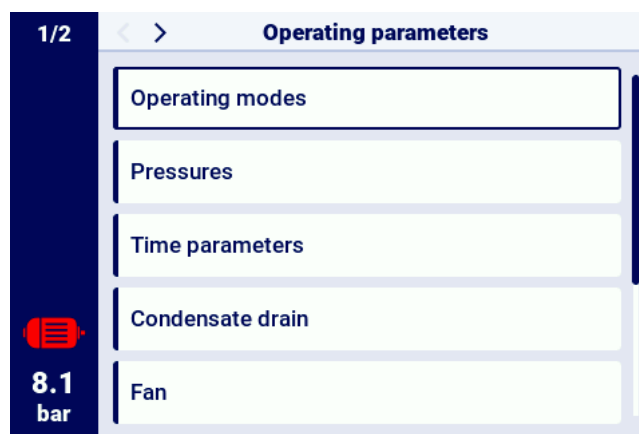 1/2
Operating parameters
Operating modes
Pressures
Time parameters
Condensate drain
Fan
8.1
bar